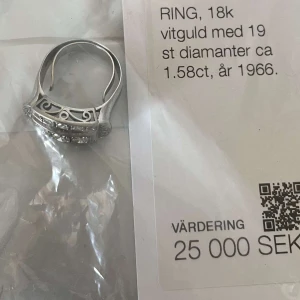 RING, 18k
vitguld med 19
st diamanter ca
1.58ct, år 1966.
VÄRDERING
25 000 SEK